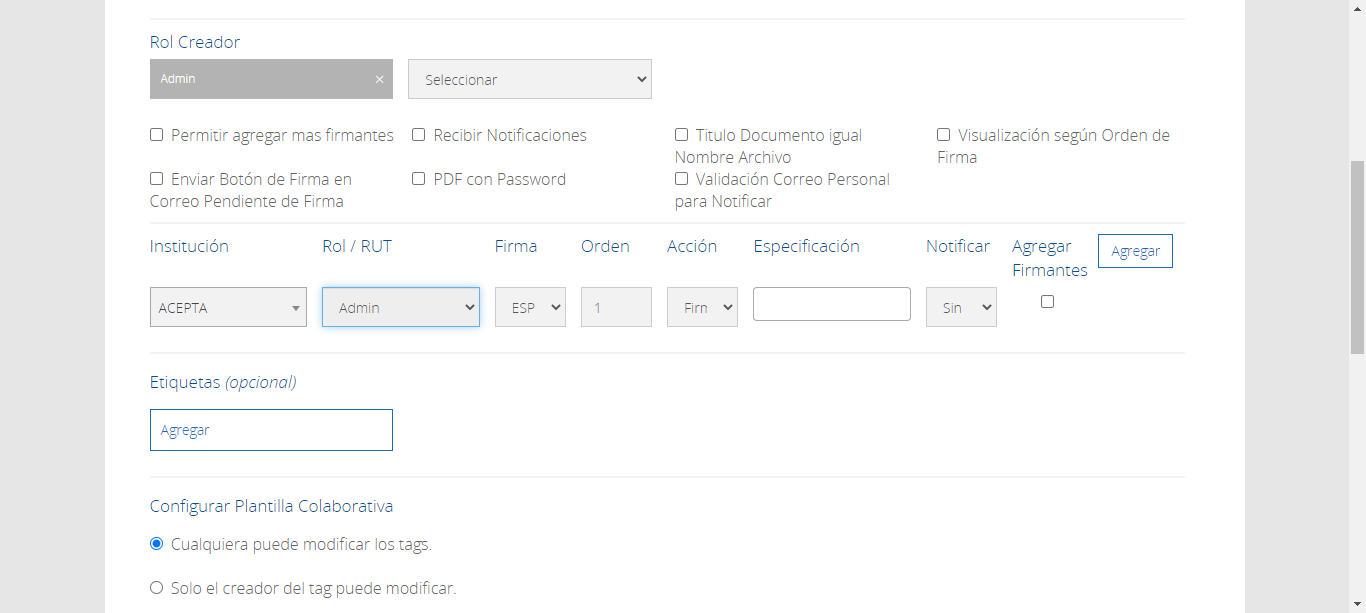 Rol Creador
Admin ×
Seleccionar
Permitir agregar mas firmantes
Recibir Notificaciones
Titulo Documento igual
Nombre Archivo
Visualización según Orden de
Firma
Enviar Botón de Firma en
Correo Pendiente de Firma
PDF con Password
Validación Correo Personal
para Notificar
Institución
Rol / RUT
Firma
Orden
Acción
Especificación
Notificar
Agregar
Firmantes
Agregar
ACEPTA
Admin
ESP
1
Firn
Sin
Etiquetas (opcional)
Agregar
Configurar Plantilla Colaborativa
Cualquiera puede modificar los tags.
Solo el creador del tag puede modificar.